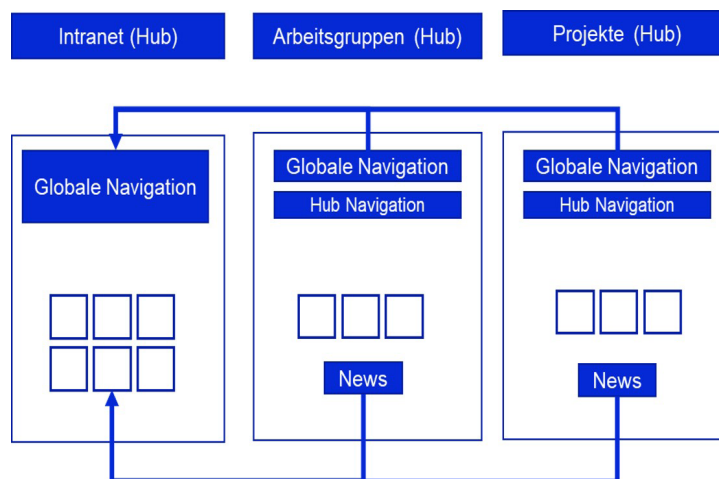 Intranet (Hub)
Arbeitsgruppen (Hub)
Projekte (Hub)
Globale Navigation
Globale Navigation
Hub Navigation
News
Globale Navigation
Hub Navigation
News